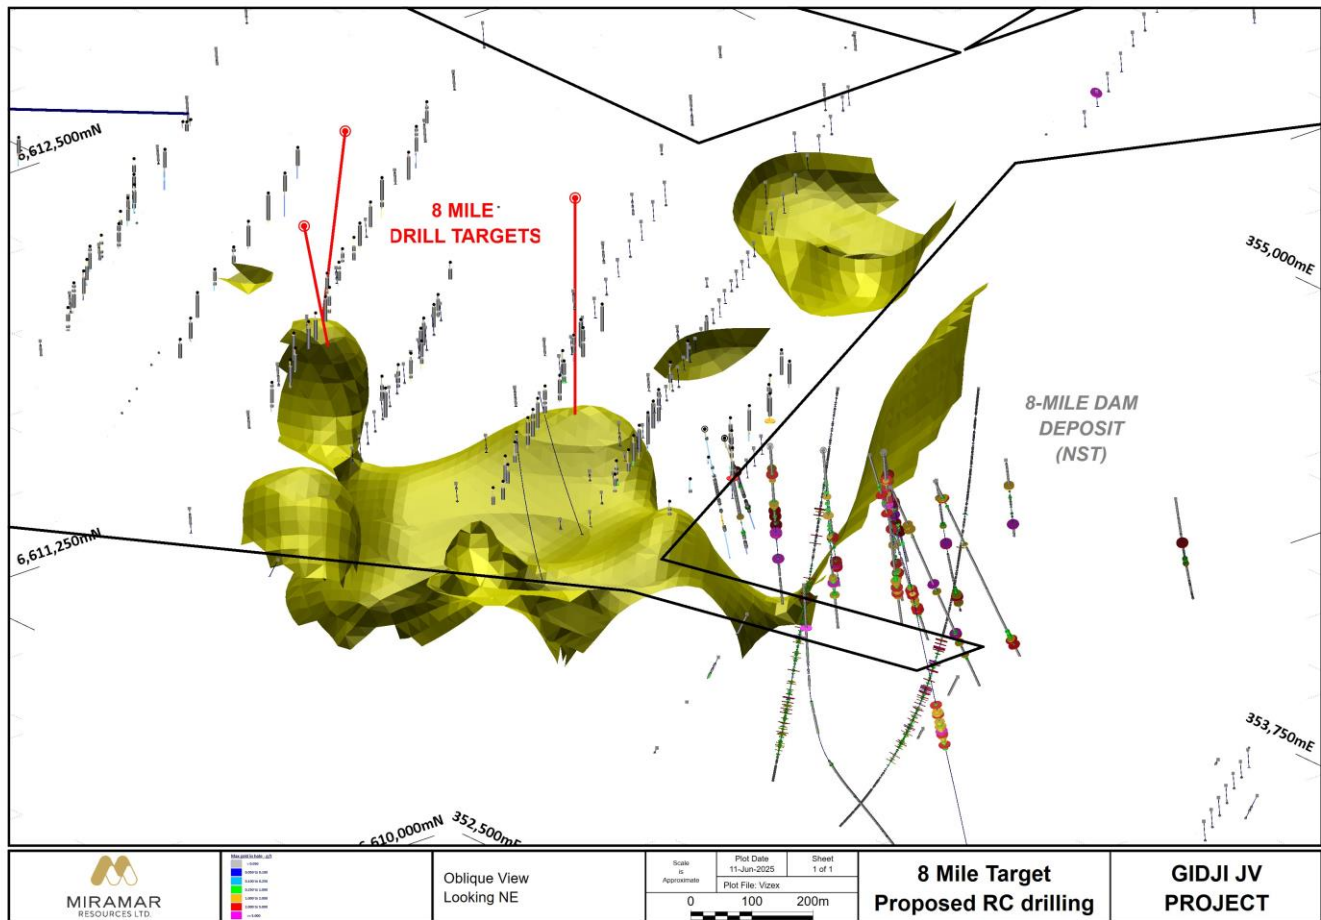 6,612,500mN
8 MILE
DRILL TARGETS
355,000mE
8-MILE DAM
DEPOSIT
(NST)
6,611,250mN
353,750mE
610,000mN
352,500mE
MIRAMAR
RESOURCES LTD.
Oblique View
Looking NE
Scale
is
Approximate
Plot Date
11-Jun-2025
Sheet
1 of 1
Plot File: Vizex
0 100 200m
8 Mile Target
Proposed RC drilling
GIDJI JV
PROJECT